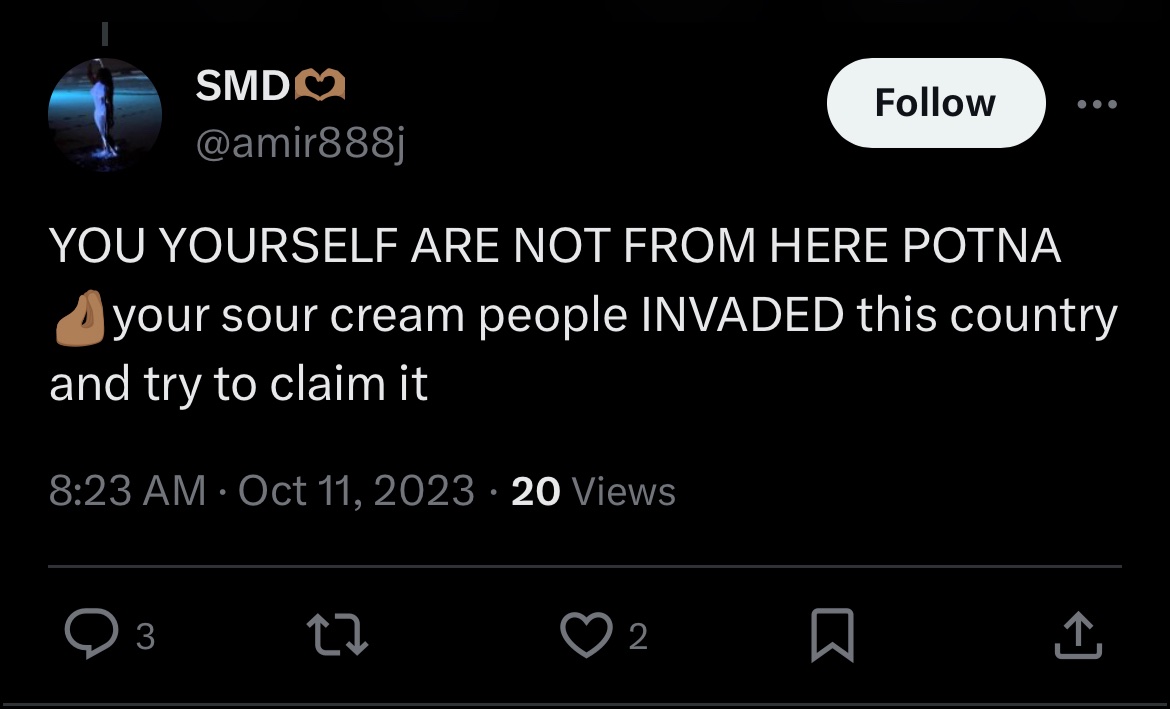 SMD🫶🏽
@amir888j
Follow
YOU YOURSELF ARE NOT FROM HERE POTNA
🤌🏽your sour cream people INVADED this country
and try to claim it
8:23 AM · Oct 11, 2023 · 20 Views
3
2